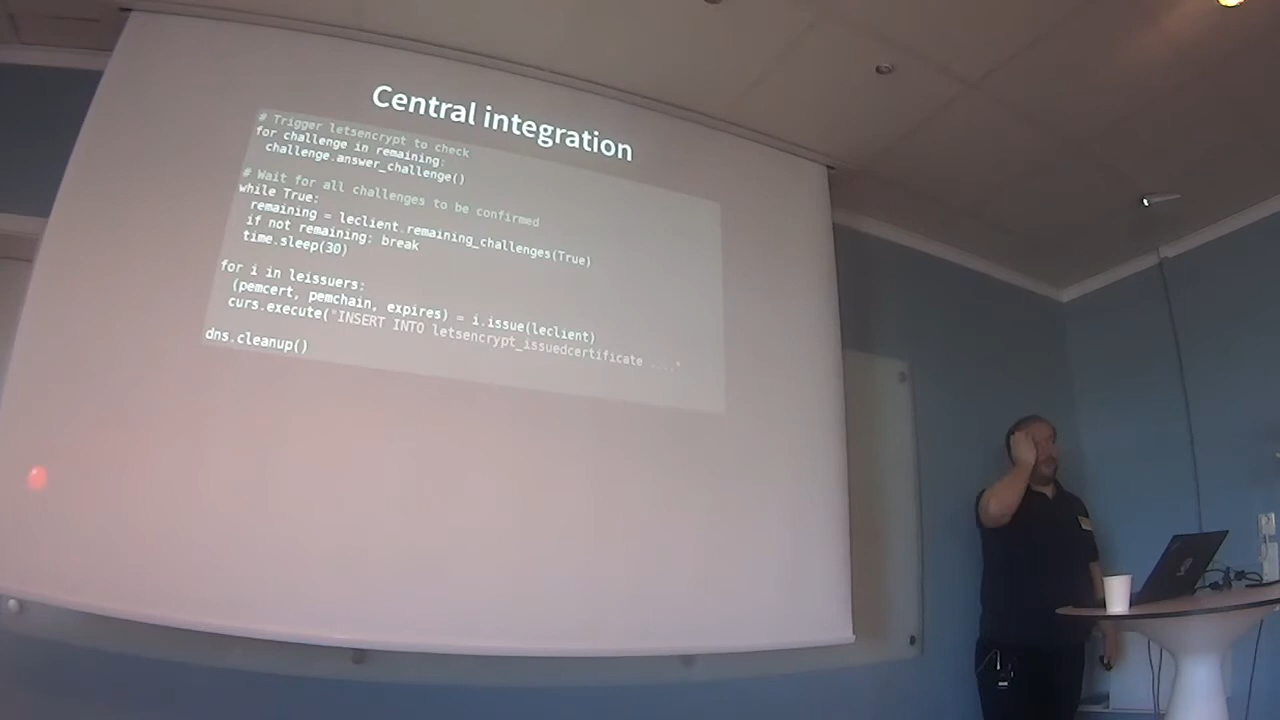 Central integration
# Trigger letsencrypt to check
for challenge in remaining:
challenge.answer_challenge()
# Wait for all challenges to be confirmed
while True:
remaining = leclient.remaining_challenges(True)
if not remaining: break
time.sleep(30)
for i in leissuers:
(pemcert, pemchain, expires) = i.issue(leclient)
curs.execute("INSERT INTO letsencrypt_issuedcertificate ...."
dns.cleanup()